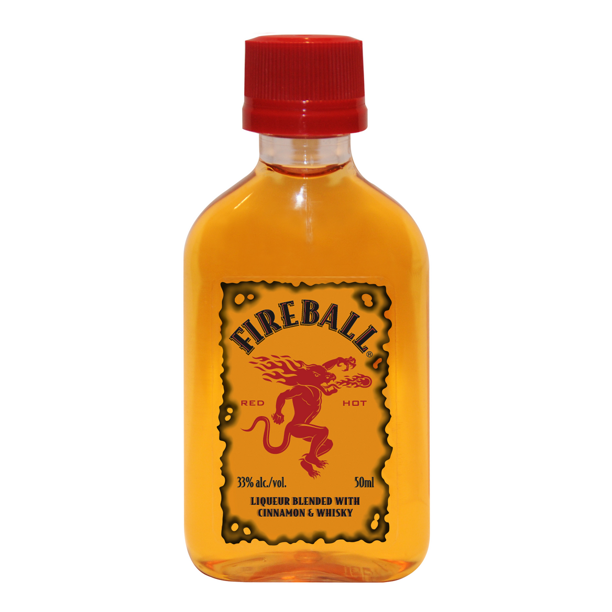 FIREBALL®
RED HOT
33% alc./vol. 50ml
LIQUEUR BLENDED WITH
CINNAMON & WHISKY